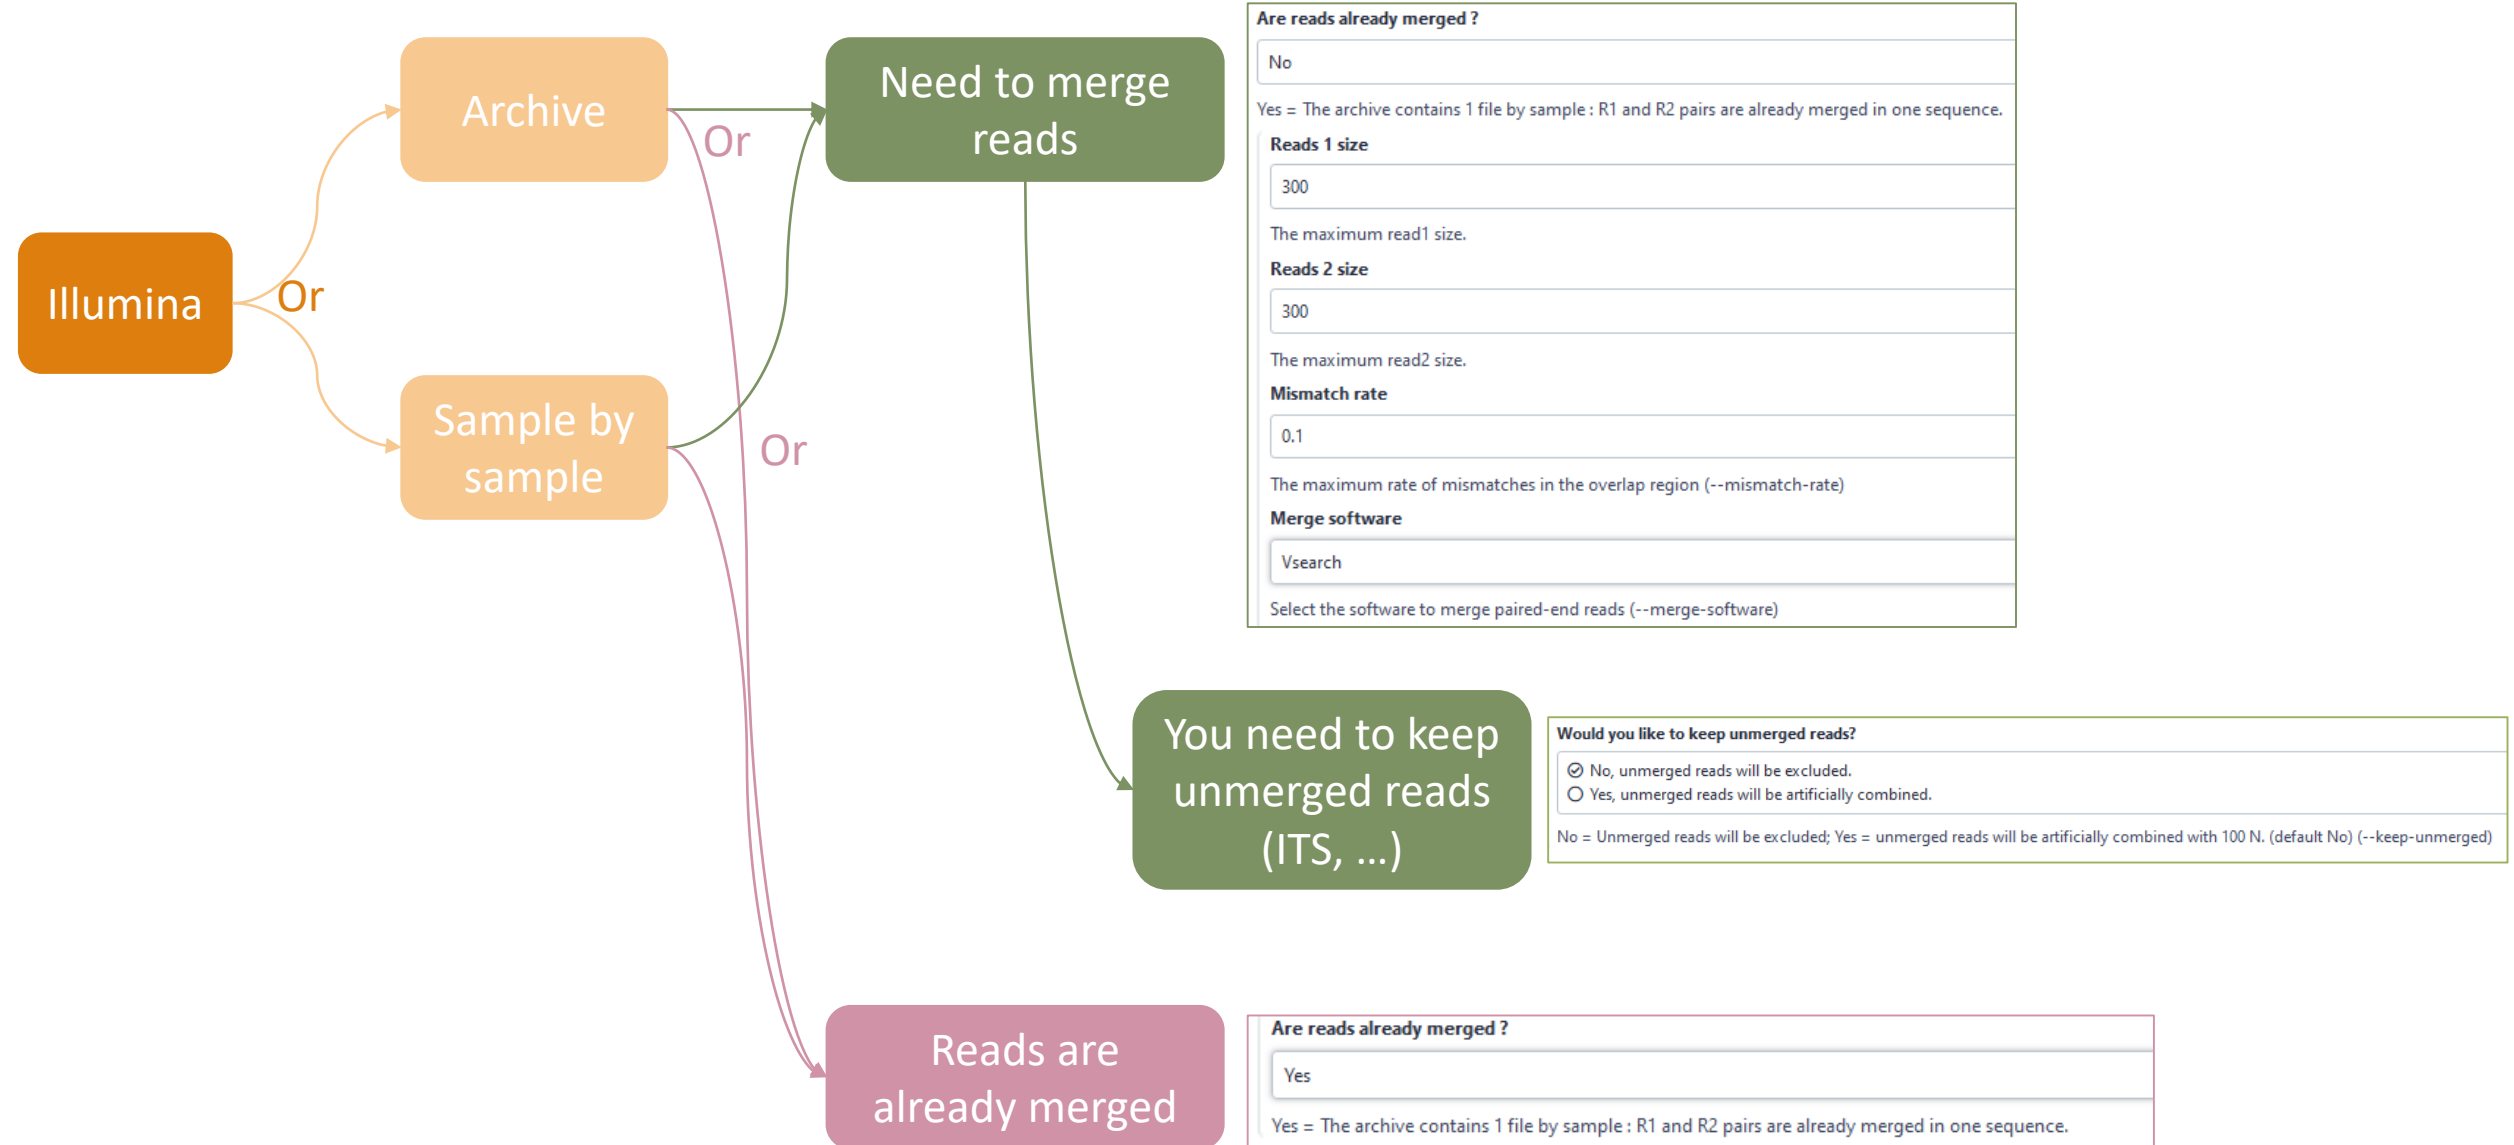 Illumina
Or
Archive
Sample by
sample
Or
Or
Need to merge
reads
Are reads already merged ?
No
Yes = The archive contains 1 file by sample : R1 and R2 pairs are already merged in one sequence.
Reads 1 size
300
The maximum read1 size.
Reads 2 size
300
The maximum read2 size.
Mismatch rate
0.1
The maximum rate of mismatches in the overlap region (--mismatch-rate)
Merge software
Vsearch
Select the software to merge paired-end reads (--merge-software)
You need to keep
unmerged reads
(ITS, ...)
Would you like to keep unmerged reads?
No, unmerged reads will be excluded.
Yes, unmerged reads will be artificially combined.
No = Unmerged reads will be excluded; Yes = unmerged reads will be artificially combined with 100 N. (default No) (--keep-unmerged)
Reads are
already merged
Are reads already merged ?
Yes
Yes = The archive contains 1 file by sample : R1 and R2 pairs are already merged in one sequence.